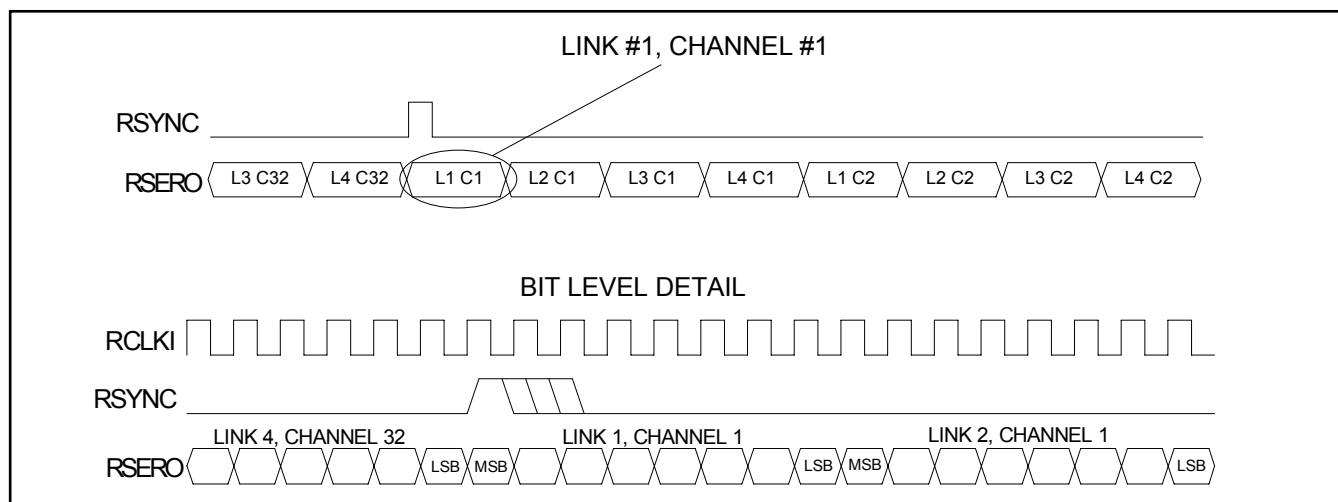 LINK #1, CHANNEL #1
RSYNC
RSERO L3 C32 L4 C32 L1 C1 L2 C1 L3 C1 L4 C1 L1 C2 L2 C2 L3 C2 L4 C2
BIT LEVEL DETAIL
RCLKI
RSYNC
LINK 4, CHANNEL 32 LINK 1, CHANNEL 1 LINK 2, CHANNEL 1
RSERO LSB MSB LSB MSB LSB